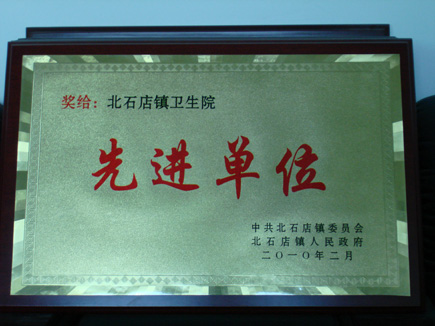 奖给：北石店镇卫生院
先进单位
中共北石店镇委员会
北石店镇人民政府
二〇一〇年二月